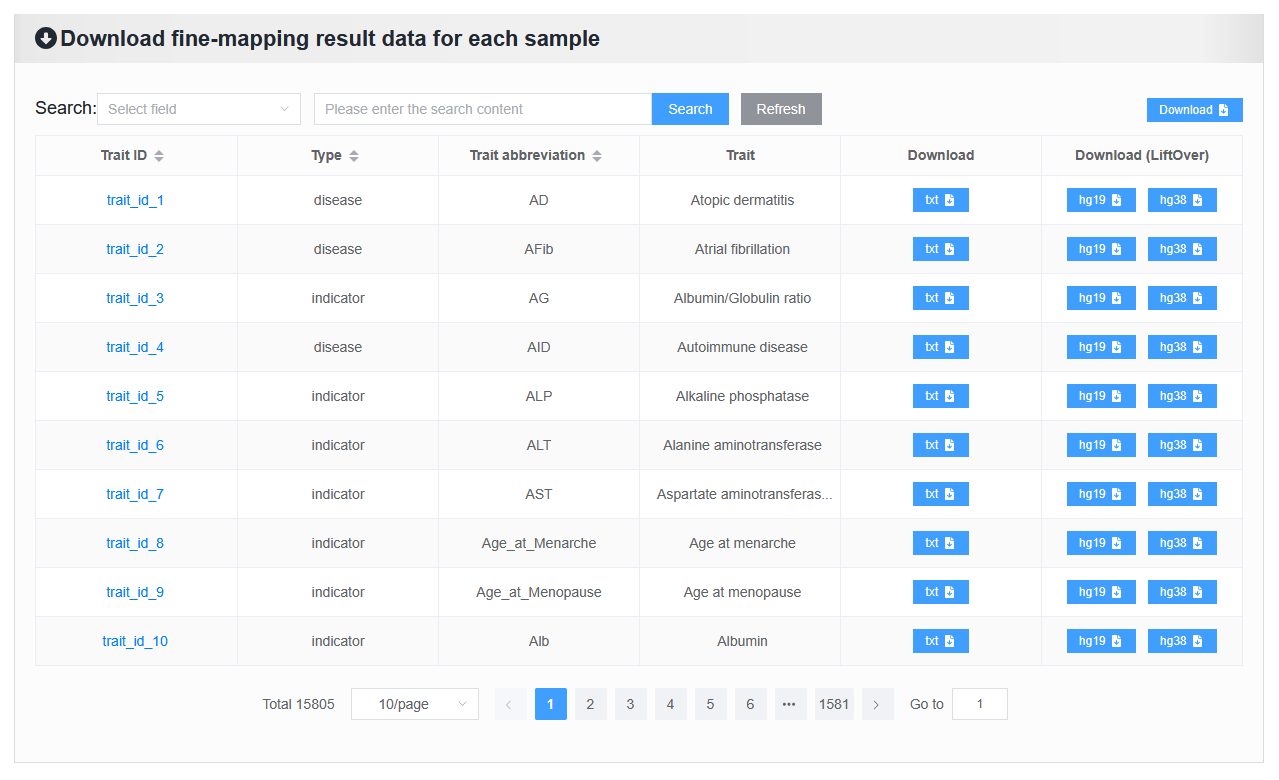 Download fine-mapping result data for each sample
Search: Select field Please enter the search content Search Refresh Download
Trait ID Type Trait abbreviation Trait Download Download (LiftOver)
trait_id_1 disease AD Atopic dermatitis txt hg19 hg38
trait_id_2 disease AFib Atrial fibrillation txt hg19 hg38
trait_id_3 indicator AG Albumin/Globulin ratio txt hg19 hg38
trait_id_4 disease AID Autoimmune disease txt hg19 hg38
trait_id_5 indicator ALP Alkaline phosphatase txt hg19 hg38
trait_id_6 indicator ALT Alanine aminotransferase txt hg19 hg38
trait_id_7 indicator AST Aspartate aminotransferas... txt hg19 hg38
trait_id_8 indicator Age_at_Menarche Age at menarche txt hg19 hg38
trait_id_9 indicator Age_at_Menopause Age at menopause txt hg19 hg38
trait_id_10 indicator Alb Albumin txt hg19 hg38
Total 15805 10/page < 1 2 3 4 5 6 ••• 1581 > Go to 1